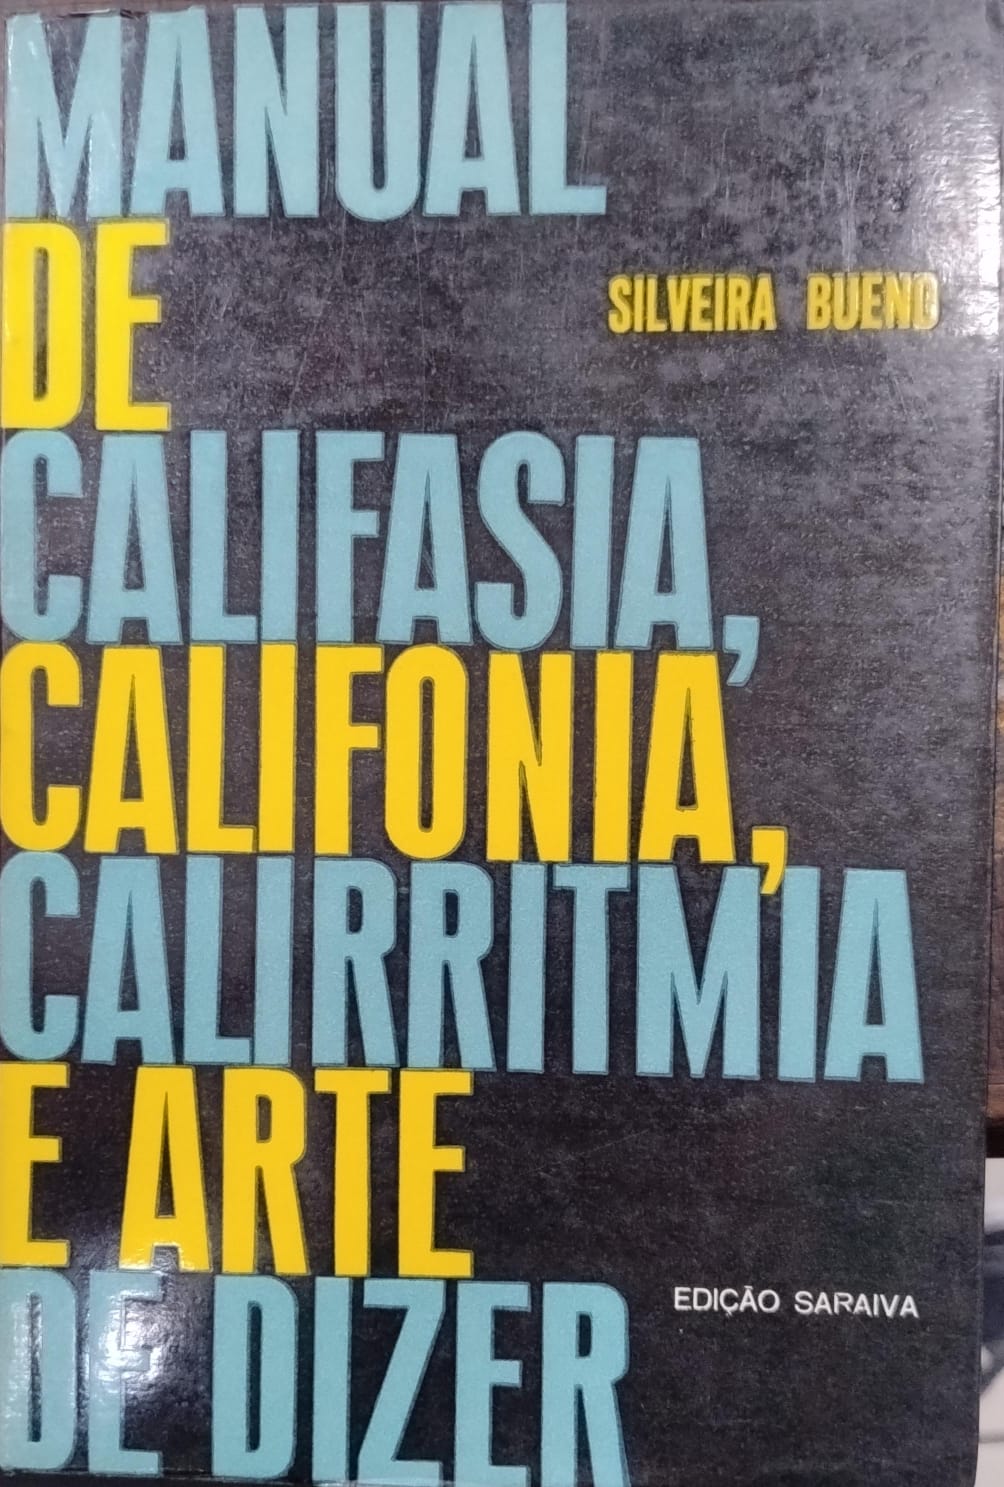 MANUAL
DE
SILVEIRA BUENO
CALIFASIA,
CALIFONIA,
CALIRRITMIA
E ARTE
DE DIZER
EDIÇÃO SARAIVA